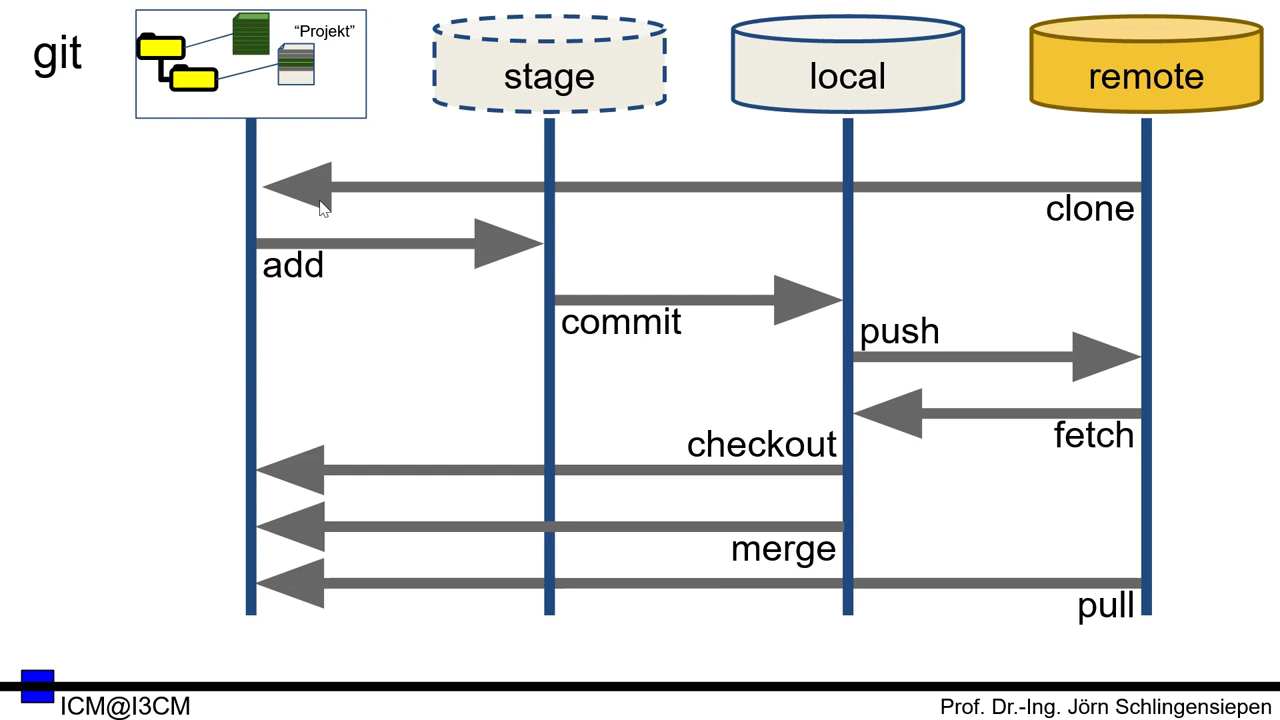 git
“Projekt”
stage
local
remote
clone
add
commit
push
fetch
checkout
merge
pull
ICM@I3CM
Prof. Dr.-Ing. Jörn Schlingensiepen